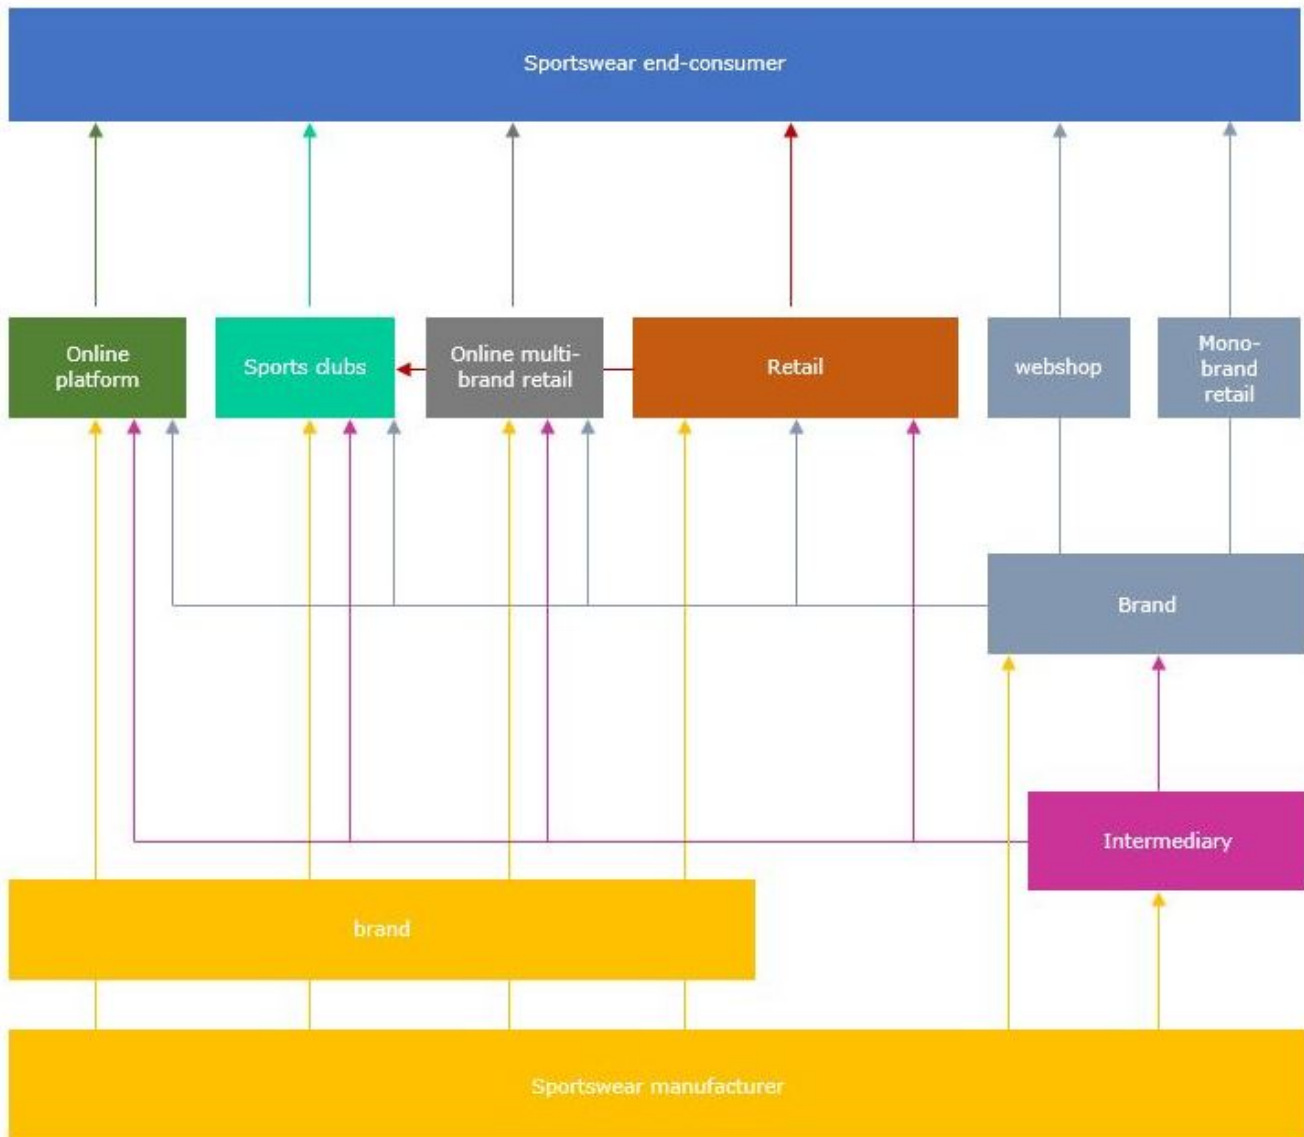 Sportswear end-consumer
Online
platform
Sports clubs
Online multi-
brand retail
Retail
webshop
Mono-
brand
retail
Brand
Intermediary
brand
Sportswear manufacturer